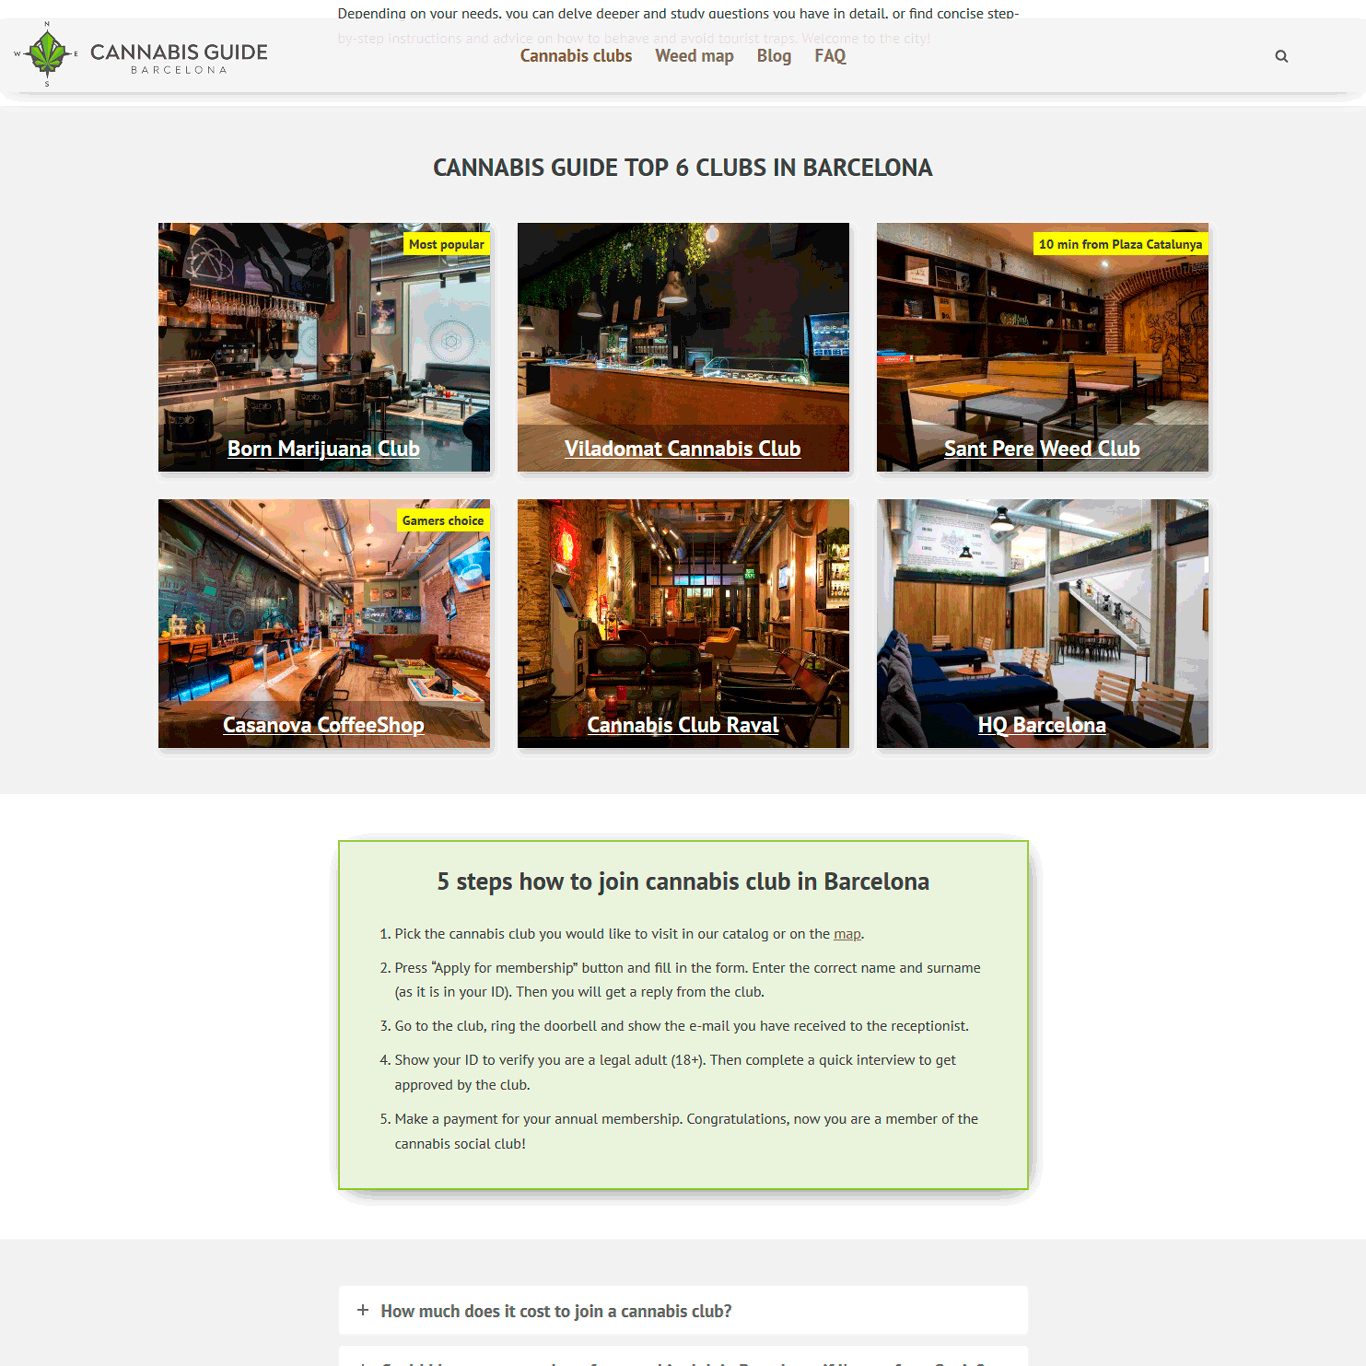 Depending on your needs, you can delve deeper and study questions you have in detail, or find concise step-
by-step instructions and advice on how to behave and avoid tourist traps. Welcome to the city!
N
W E
S
CANNABIS GUIDE
BARCELONA
Cannabis clubs Weed map Blog FAQ
CANNABIS GUIDE TOP 6 CLUBS IN BARCELONA
Most popular
Born Marijuana Club
Viladomat Cannabis Club
10 min from Plaza Catalunya
Sant Pere Weed Club
Gamers choice
Casanova CoffeeShop
Cannabis Club Raval
HQ Barcelona
5 steps how to join cannabis club in Barcelona
1. Pick the cannabis club you would like to visit in our catalog or on the map.
2. Press “Apply for membership” button and fill in the form. Enter the correct name and surname
(as it is in your ID). Then you will get a reply from the club.
3. Go to the club, ring the doorbell and show the e-mail you have received to the receptionist.
4. Show your ID to verify you are a legal adult (18+). Then complete a quick interview to get
approved by the club.
5. Make a payment for your annual membership. Congratulations, now you are a member of the
cannabis social club!
+ How much does it cost to join a cannabis club?